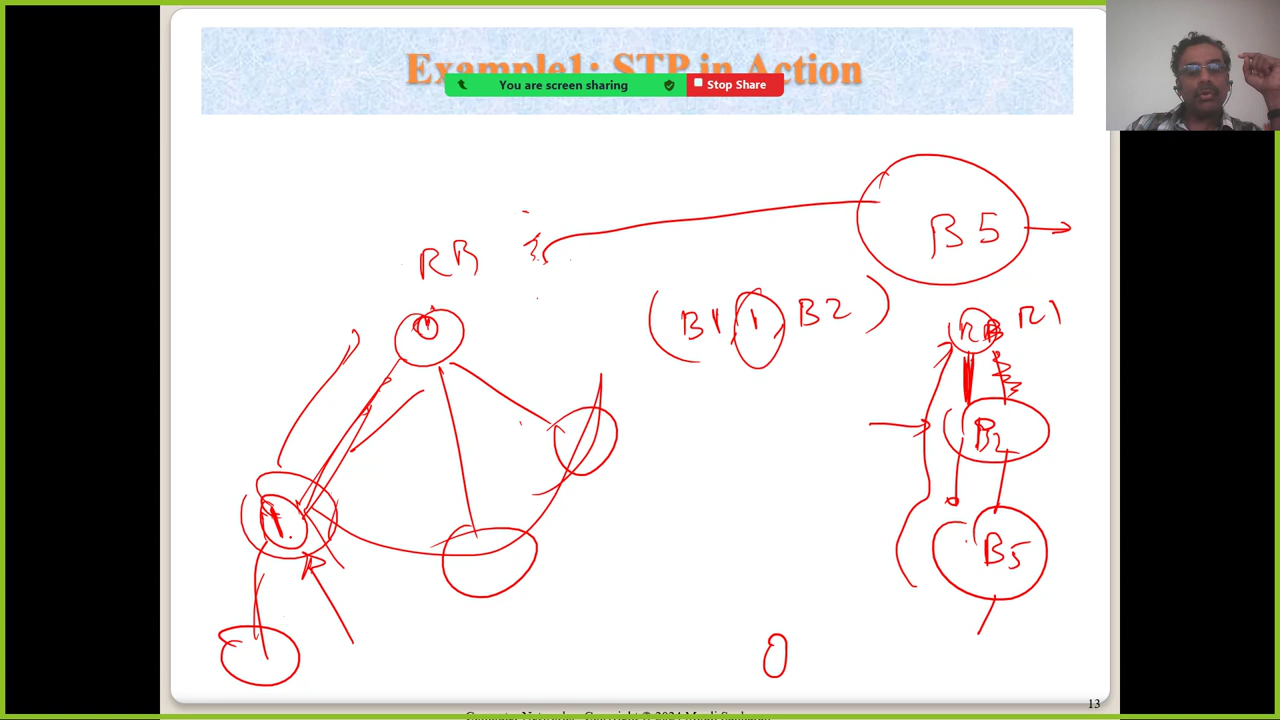 Example1: STP in Action
You are screen sharing
Stop Share
B5
RB
(B1 1 B2)
RB R1
B2
B5
R
0
13